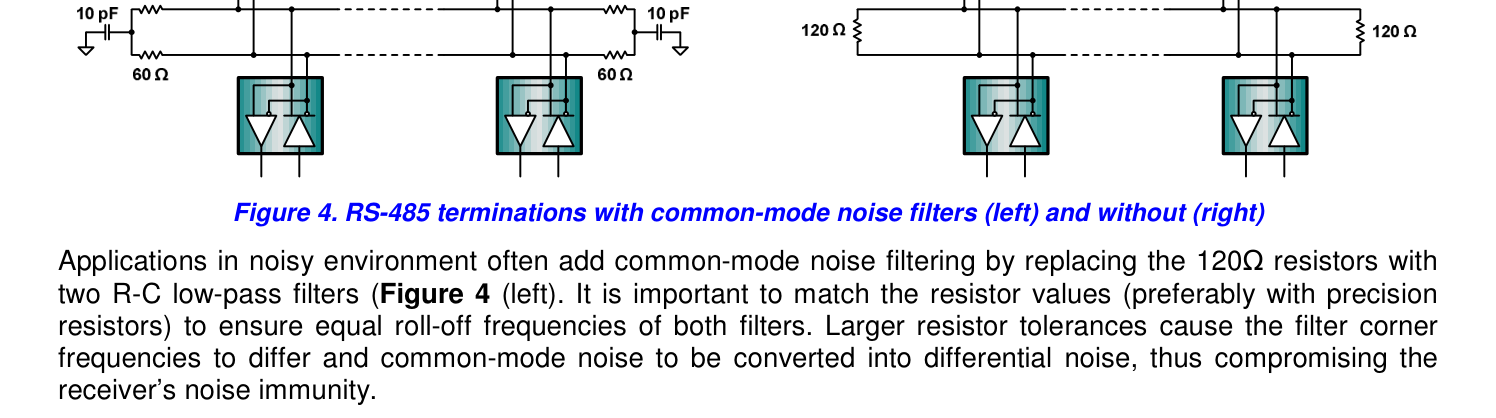 10 pF 10 pF
120 Ω 120 Ω
60 Ω 60 Ω
Figure 4. RS-485 terminations with common-mode noise filters (left) and without (right)
Applications in noisy environment often add common-mode noise filtering by replacing the 120Ω resistors with
two R-C low-pass filters (Figure 4 (left). It is important to match the resistor values (preferably with precision
resistors) to ensure equal roll-off frequencies of both filters. Larger resistor tolerances cause the filter corner
frequencies to differ and common-mode noise to be converted into differential noise, thus compromising the
receiver's noise immunity.